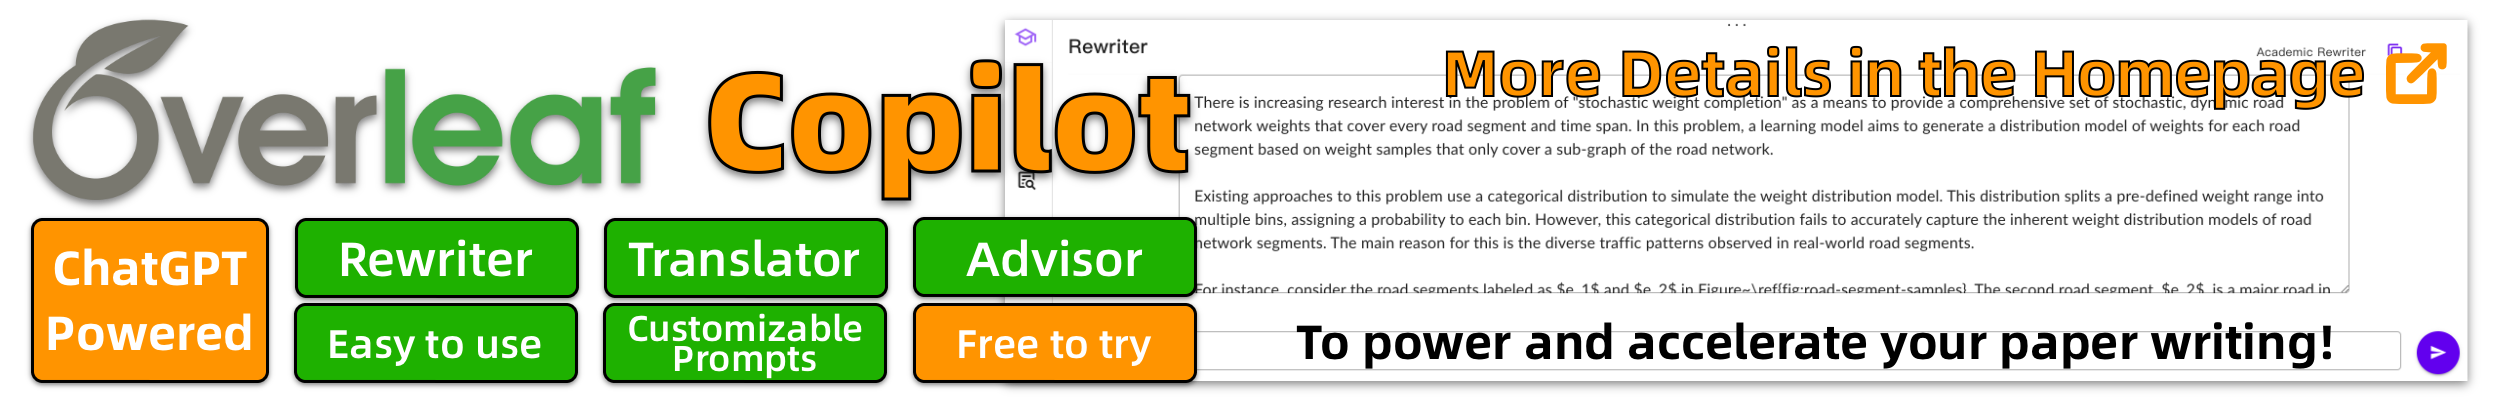 Overleaf Copilot
ChatGPT
Powered
Rewriter
Translator
Advisor
Easy to use
Customizable
Prompts
Free to try
...
Rewriter
Academic Rewriter
More Details in the Homepage
There is increasing research interest in the problem of "stochastic weight completion" as a means to provide a comprehensive set of stochastic, dynamic road
network weights that cover every road segment and time span. In this problem, a learning model aims to generate a distribution model of weights for each road
segment based on weight samples that only cover a sub-graph of the road network.
Existing approaches to this problem use a categorical distribution to simulate the weight distribution model. This distribution splits a pre-defined weight range into
multiple bins, assigning a probability to each bin. However, this categorical distribution fails to accurately capture the inherent weight distribution models of road
network segments. The main reason for this is the diverse traffic patterns observed in real-world road segments.
For instance, consider the road segments labeled as $e_1$ and $e_2$ in Figure~\ref{fig:road-segment-samples}. The second road segment, $e_2$, is a major road in
To power and accelerate your paper writing!